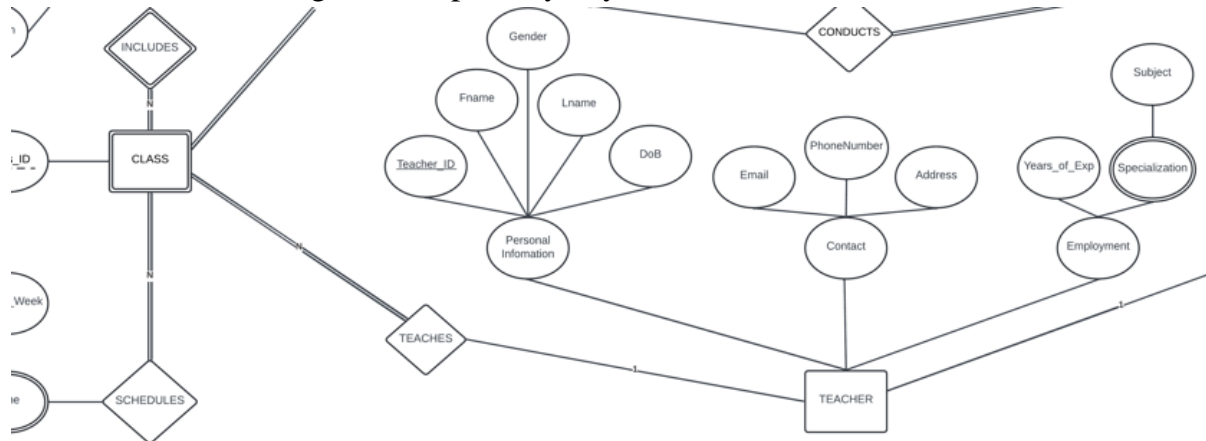 INCLUDES
N
CLASS
s_ID
N
N
_Week
SCHEDULES
TEACHES
1
Gender
Fname
Lname
Teacher_ID
DoB
Personal
Infomation
CONDUCTS
PhoneNumber
Email
Address
Contact
Subject
Years_of_Exp
Specialization
Employment
1
TEACHER